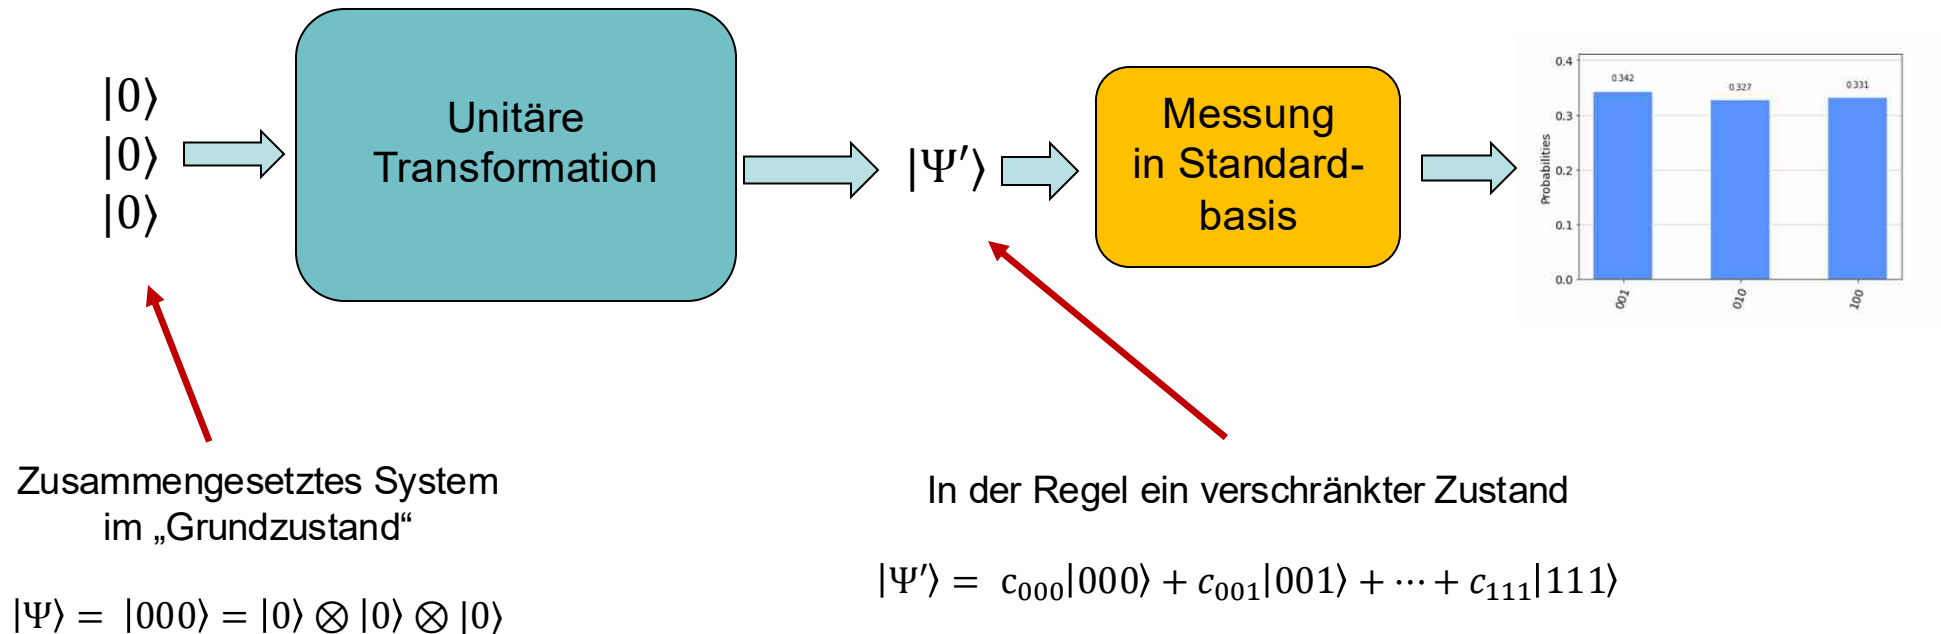 |0⟩
|0⟩
|0⟩
Unitäre
Transformation
|Ψ′⟩
Messung
in Standard-
basis
Probabilities
0.4
0.3
0.2
0.1
0.0
0.342
0.327
0.331
001
010
100
Zusammengesetztes System
im „Grundzustand“
|Ψ⟩ = |000⟩ = |0⟩ ⊗ |0⟩ ⊗ |0⟩
In der Regel ein verschränkter Zustand
|Ψ′⟩ = c₀₀₀|000⟩ + c₀₀₁|001⟩ + ⋯ + c₁₁₁|111⟩